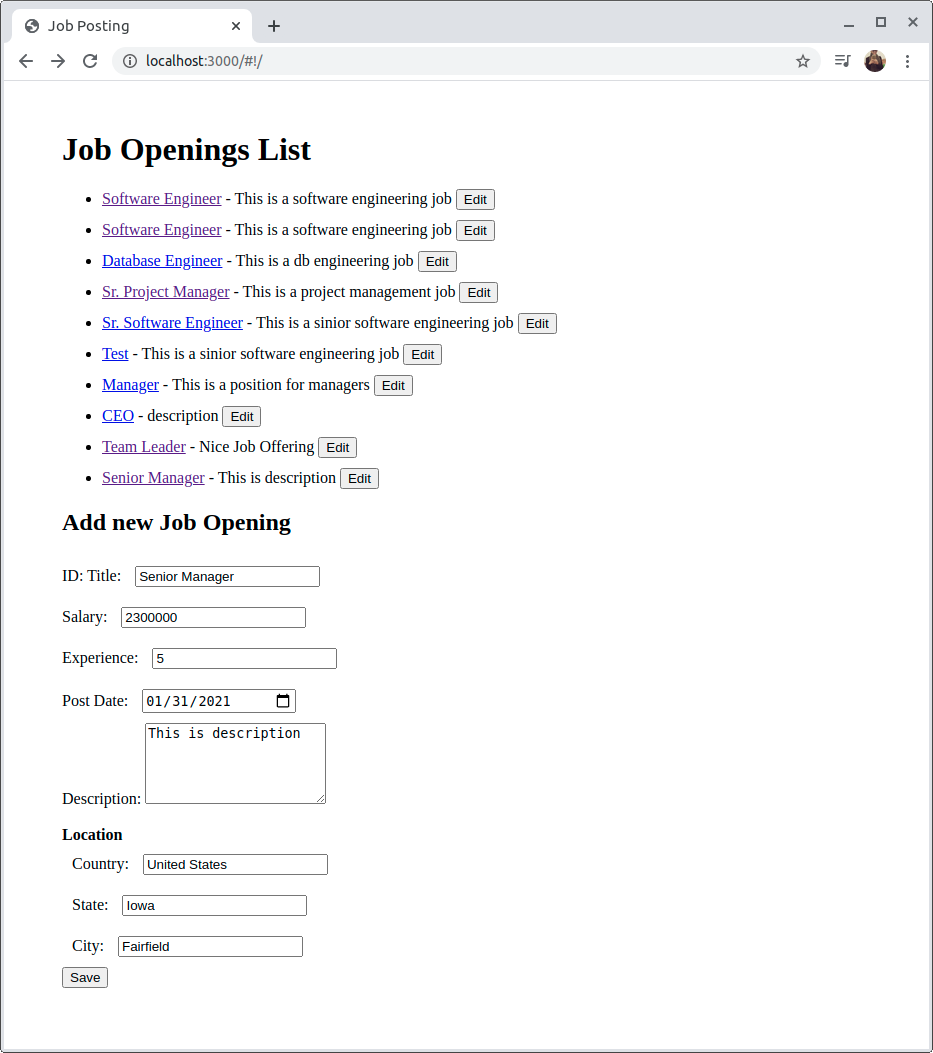 Job Posting
localhost:3000/#!/
Job Openings List
Software Engineer - This is a software engineering job Edit
Software Engineer - This is a software engineering job Edit
Database Engineer - This is a db engineering job Edit
Sr. Project Manager - This is a project management job Edit
Sr. Software Engineer - This is a sinior software engineering job Edit
Test - This is a sinior software engineering job Edit
Manager - This is a position for managers Edit
CEO - description Edit
Team Leader - Nice Job Offering Edit
Senior Manager - This is description Edit
Add new Job Opening
ID: Title: Senior Manager
Salary: 2300000
Experience: 5
Post Date: 01/31/2021
This is description
Description:
Location
Country: United States
State: Iowa
City: Fairfield
Save